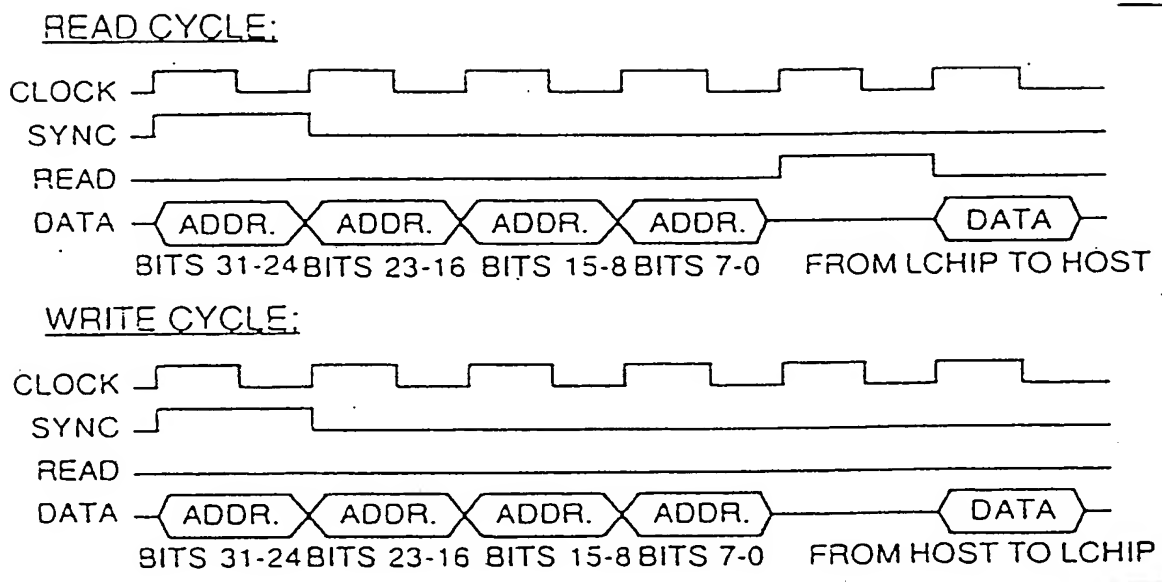 READ CYCLE:
CLOCK
SYNC
READ
DATA ADDR. ADDR. ADDR. ADDR. DATA
BITS 31-24 BITS 23-16 BITS 15-8 BITS 7-0 FROM LCHIP TO HOST
WRITE CYCLE:
CLOCK
SYNC
READ
DATA ADDR. ADDR. ADDR. ADDR. DATA
BITS 31-24 BITS 23-16 BITS 15-8 BITS 7-0 FROM HOST TO LCHIP